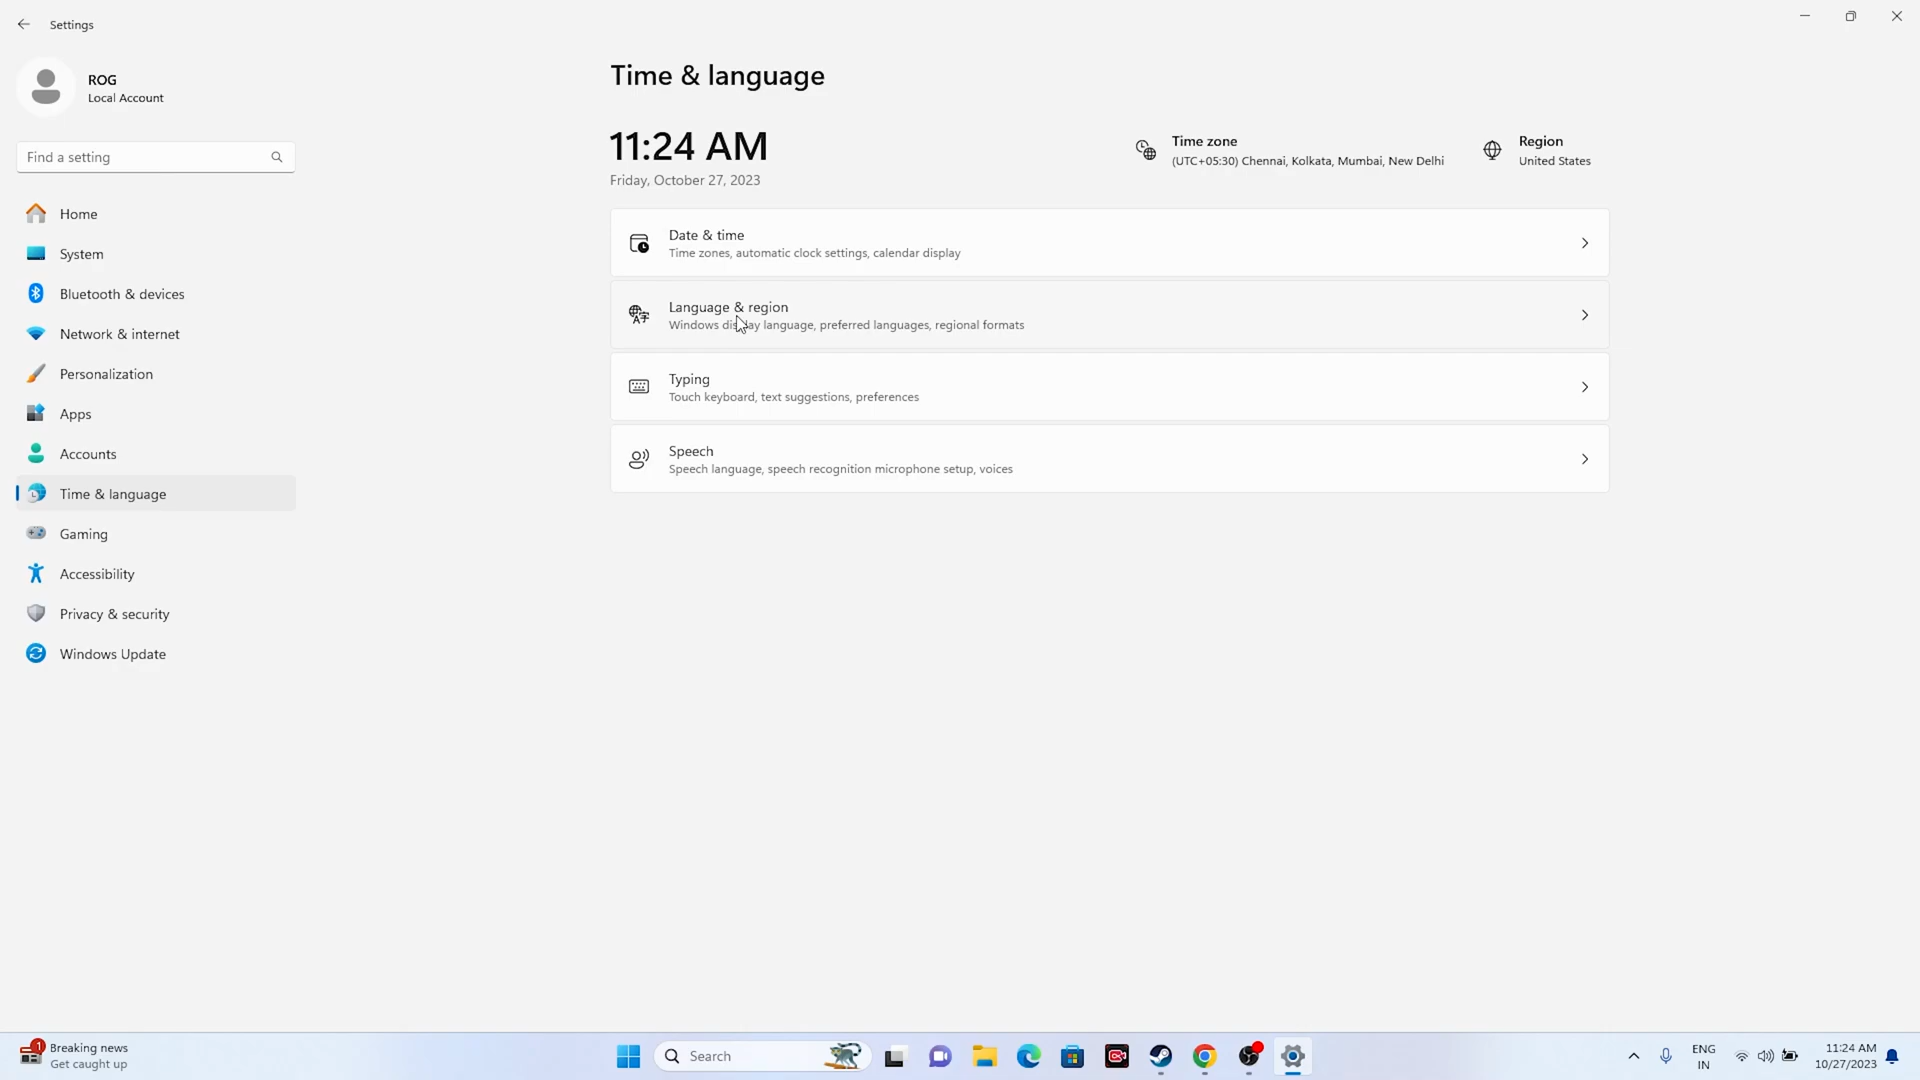 Settings
ROG
Local Account
Find a setting
Home
System
Bluetooth & devices
Network & internet
Personalization
Apps
Accounts
Time & language
Gaming
Accessibility
Privacy & security
Windows Update
Time & language
11:24 AM
Friday, October 27, 2023
Time zone
(UTC+05:30) Chennai, Kolkata, Mumbai, New Delhi
Region
United States
Date & time
Time zones, automatic clock settings, calendar display
Language & region
Windows display language, preferred languages, regional formats
Typing
Touch keyboard, text suggestions, preferences
Speech
Speech language, speech recognition microphone setup, voices
1
Breaking news
Get caught up
Search
ENG
IN
11:24 AM
10/27/2023